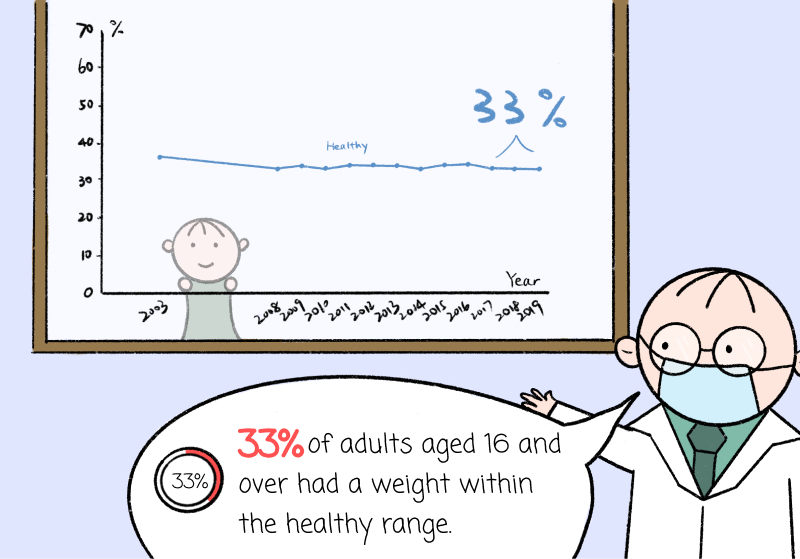 70 %
60
50
40
30
20
10
0
33%
Healthy
Year
2003 2008 2009 2010 2011 2012 2013 2014 2015 2016 2017 2018 2019
33%
33% of adults aged 16 and
over had a weight within
the healthy range.